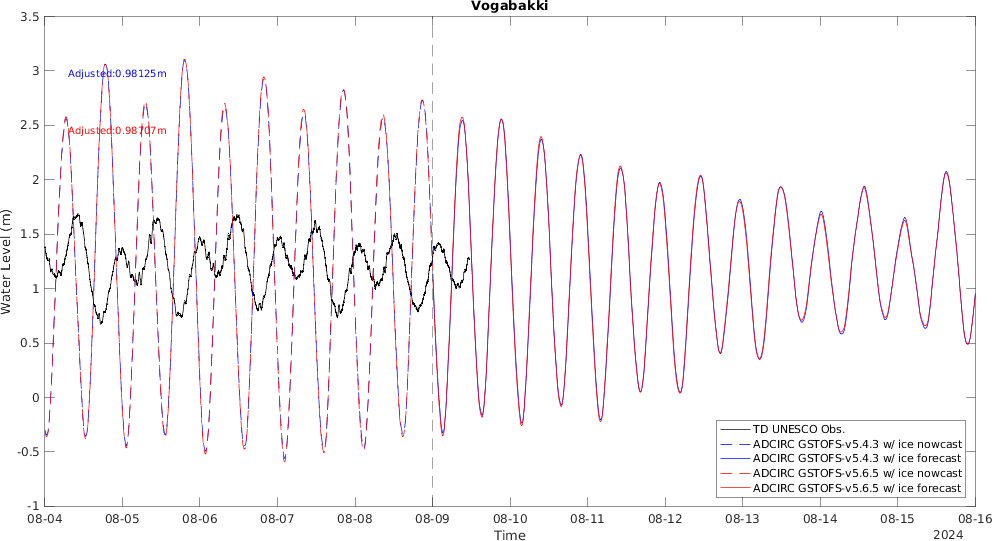 Vogabakki
3.5
3
2.5
2
1.5
1
0.5
0
-0.5
-1
Water Level (m)
Adjusted:0.98125m
Adjusted:0.98707m
TD UNESCO Obs.
ADCIRC GSTOFS-v5.4.3 w/ ice nowcast
ADCIRC GSTOFS-v5.4.3 w/ ice forecast
ADCIRC GSTOFS-v5.6.5 w/ ice nowcast
ADCIRC GSTOFS-v5.6.5 w/ ice forecast
08-04 08-05 08-06 08-07 08-08 08-09 08-10 08-11 08-12 08-13 08-14 08-15 08-16
Time
2024